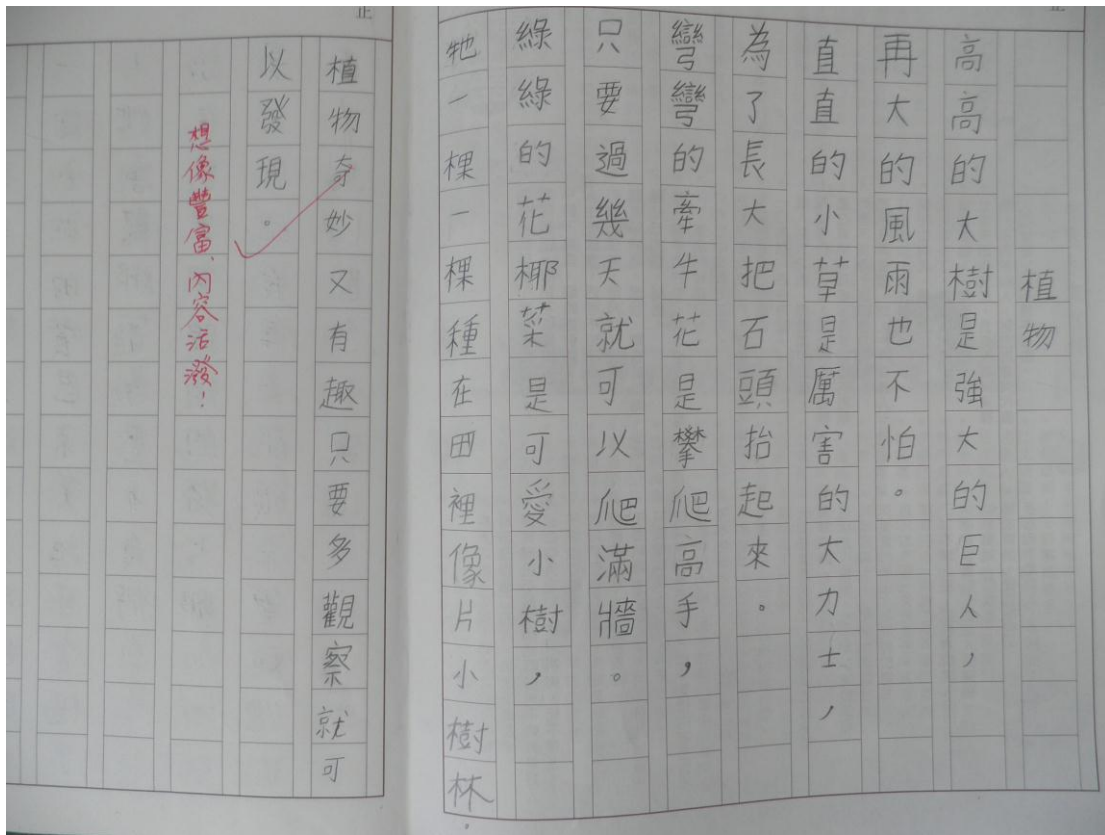 植物
高高的大樹是強大的巨人，
再大的風雨也不怕。
直直的小草是厲害的大力士，
為了長大把石頭抬起來。
彎彎的牽牛花是攀爬高手，
只要過幾天就可以爬滿牆。
綠綠的花椰菜是可愛小樹，
牠一棵一棵種在田裡像片小樹林，
植物奇妙又有趣只要多觀察就可
以發現。
想像豐富、內容活潑！